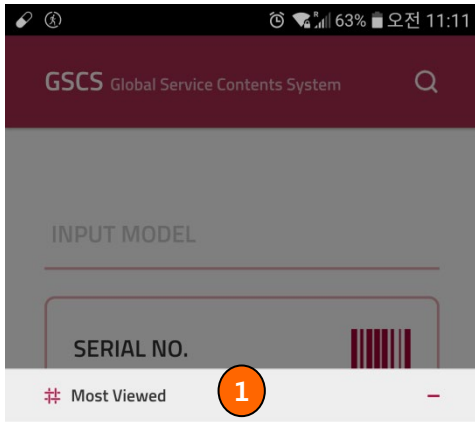 R 63% 오전 11:11
GSCS Global Service Contents System
INPUT MODEL
SERIAL NO.
# Most Viewed 1 –